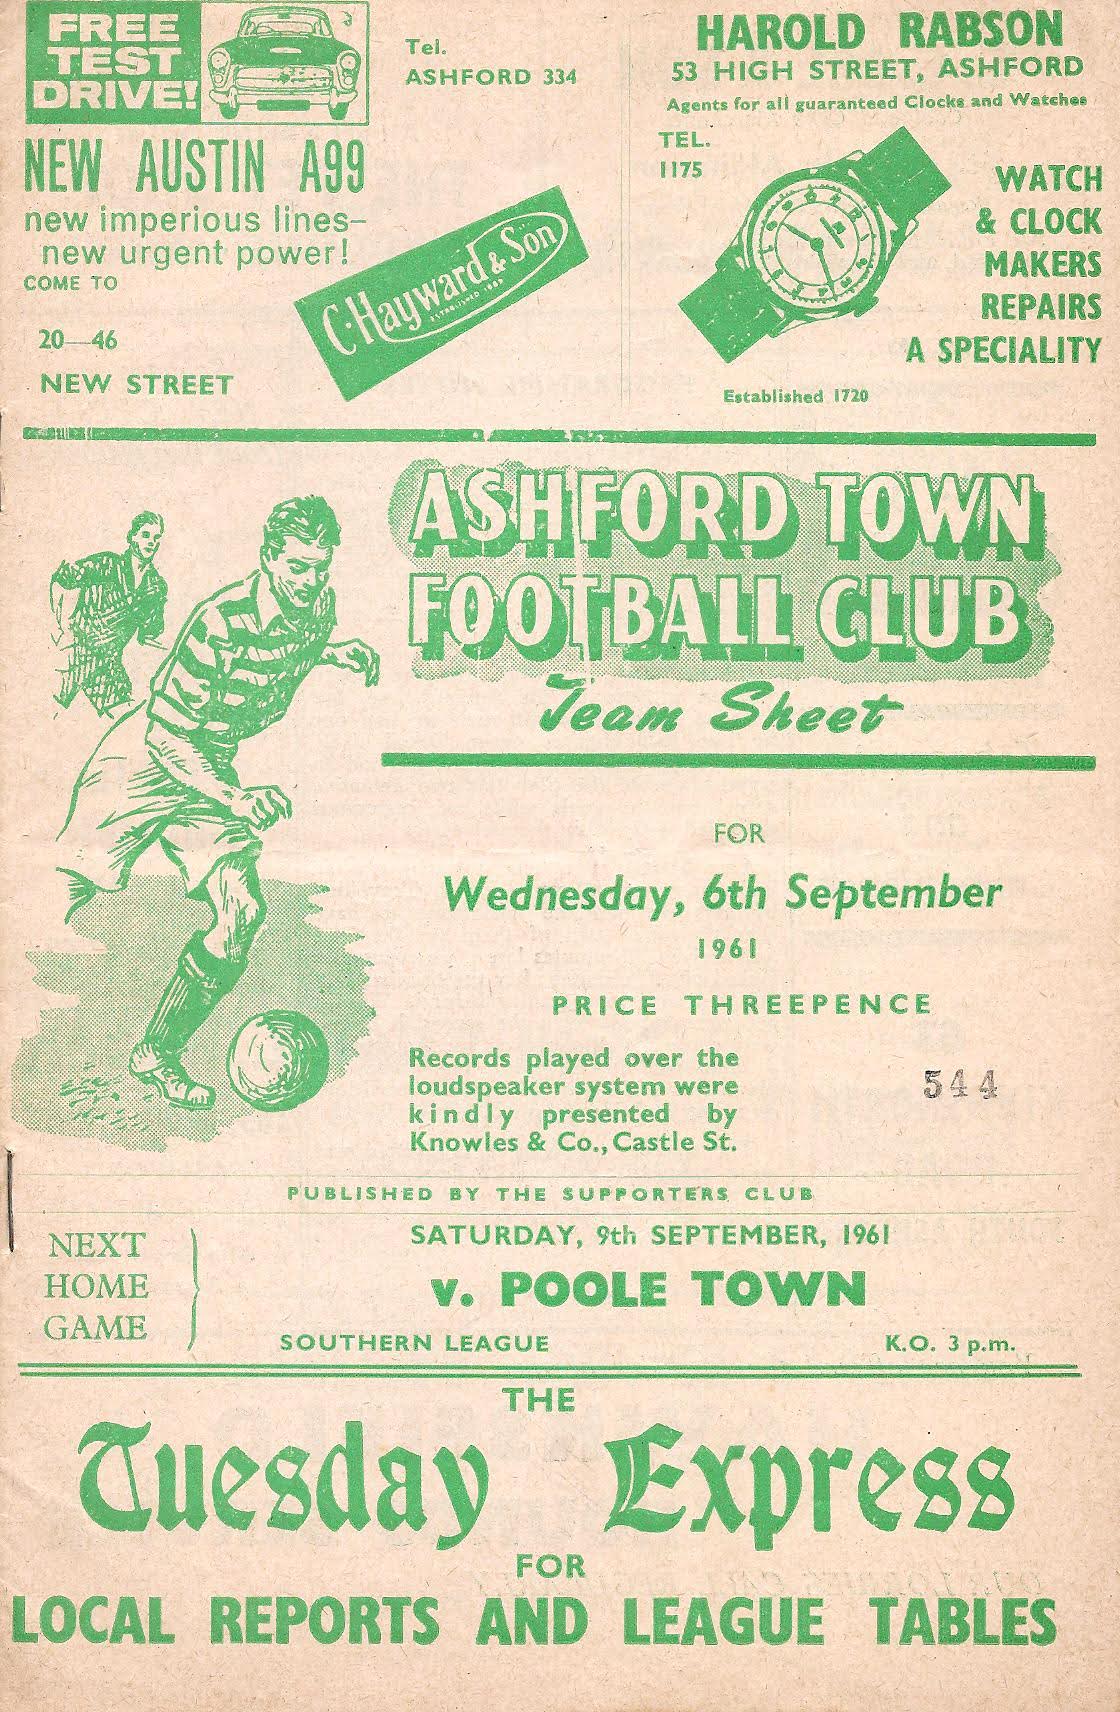 FREE
TEST
DRIVE!
NEW AUSTIN A99
new imperious lines—
new urgent power!
COME TO
20—46
NEW STREET
Tel.
ASHFORD 334
C. Hayward & Son
HAROLD RABSON
53 HIGH STREET, ASHFORD
Agents for all guaranteed Clocks and Watches
TEL.
1175
WATCH
& CLOCK
MAKERS
REPAIRS
A SPECIALITY
Established 1720
ASHFORD TOWN
FOOTBALL CLUB
Team Sheet
FOR
Wednesday, 6th September
1961
PRICE THREEPENCE
Records played over the
loudspeaker system were
kindly presented by
Knowles & Co., Castle St.
544
PUBLISHED BY THE SUPPORTERS CLUB
NEXT
HOME
GAME
SATURDAY, 9th SEPTEMBER, 1961
v. POOLE TOWN
SOUTHERN LEAGUE K.O. 3 p.m.
THE
Tuesday Express
FOR
LOCAL REPORTS AND LEAGUE TABLES